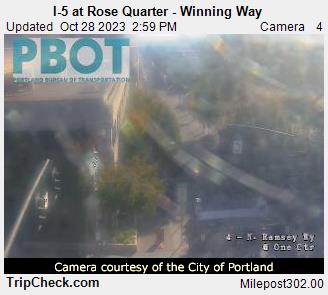 I-5 at Rose Quarter - Winning Way
Updated Oct 28 2023 2:59 PM Camera 4
PBOT
PORTLAND BUREAU OF TRANSPORTATION
4 - N. Ramsey Wy
@ One Ctr
Camera courtesy of the City of Portland
TripCheck.com Milepost302.00